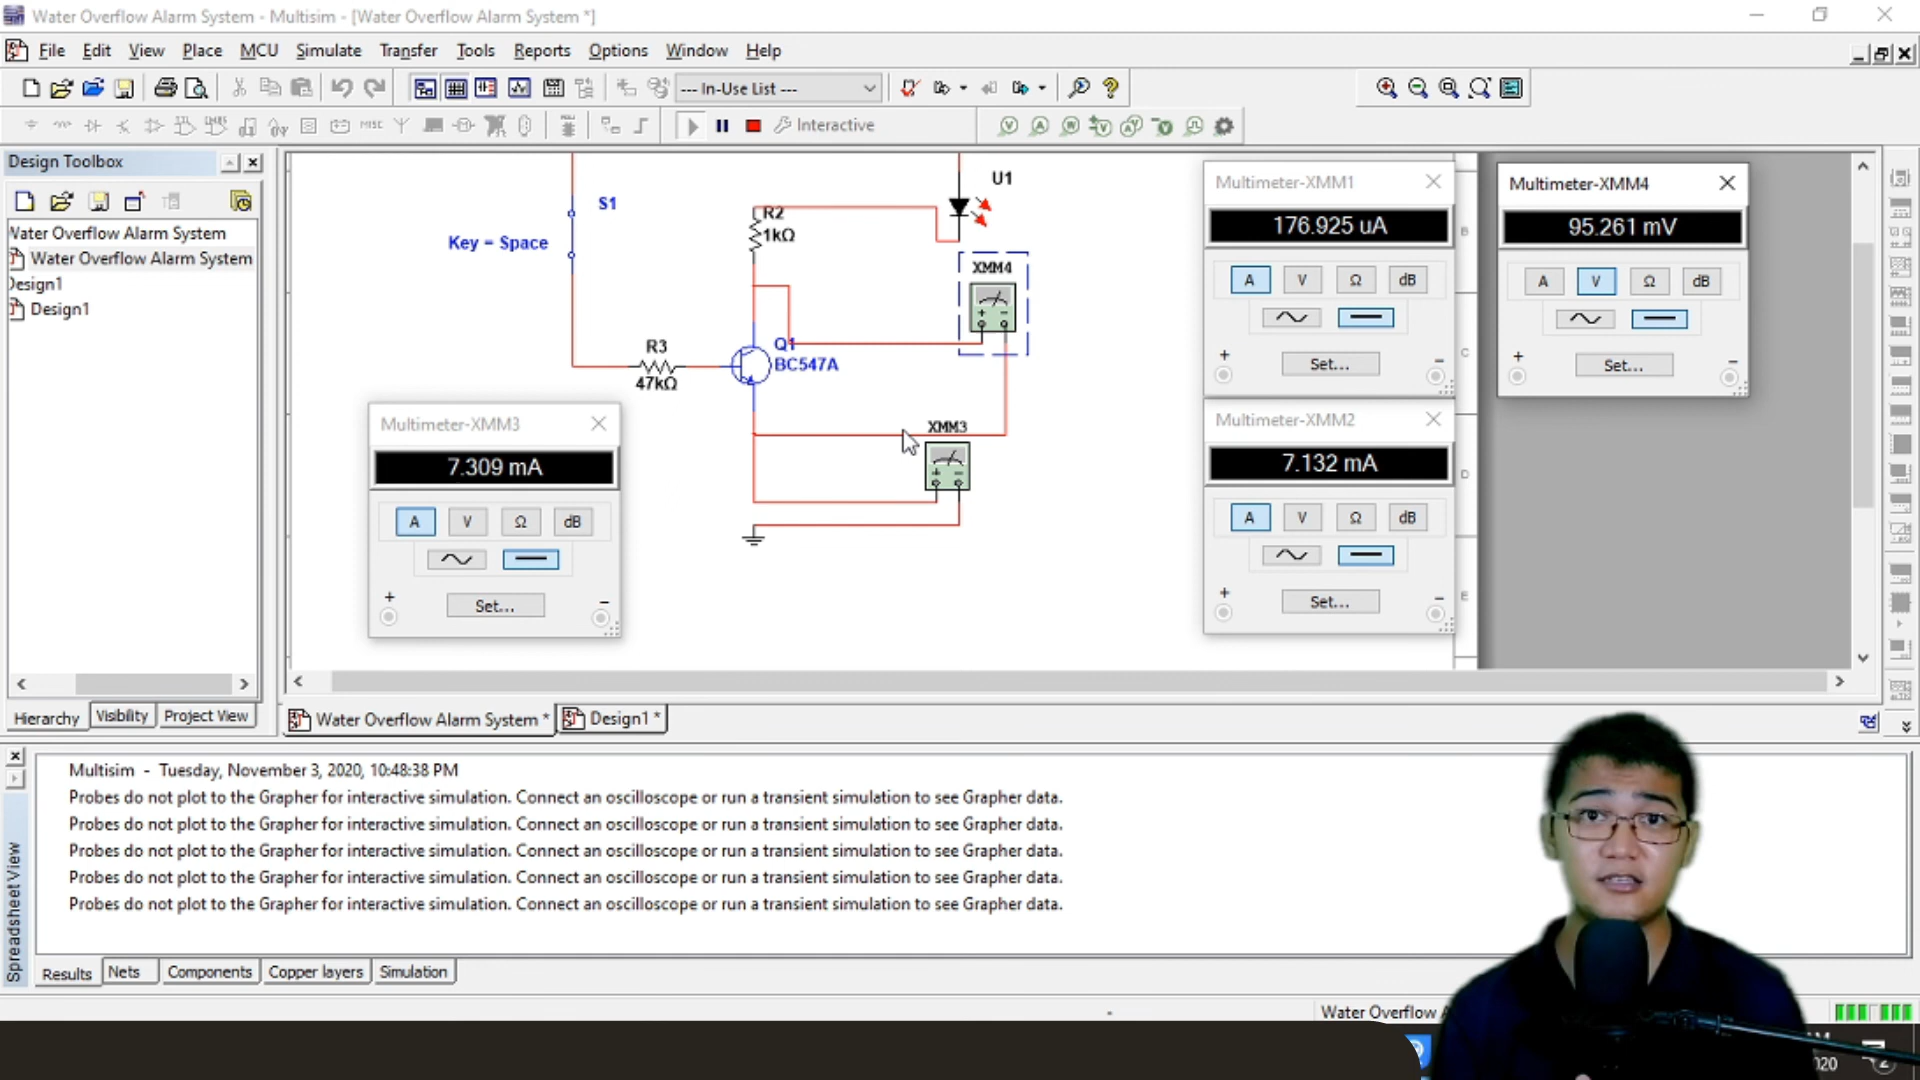 Water Overflow Alarm System - Multisim - [Water Overflow Alarm System *]
File Edit View Place MCU Simulate Transfer Tools Reports Options Window Help
--- In-Use List ---
MISC
Interactive
Design Toolbox
Water Overflow Alarm System
Water Overflow Alarm System
Design1
Design1
Hierarchy Visibility Project View
S1
Key = Space
R2
1kΩ
U1
XMM4
R3
47kΩ
Q1
BC547A
XMM3
B
C
D
E
Multimeter-XMM3
7.309 mA
A V Ω dB
Set...
+ −
Multimeter-XMM1
176.925 uA
A V Ω dB
Set...
+ −
Multimeter-XMM4
95.261 mV
A V Ω dB
Set...
+ −
Multimeter-XMM2
7.132 mA
A V Ω dB
Set...
+ −
Water Overflow Alarm System * Design1 *
Multisim - Tuesday, November 3, 2020, 10:48:38 PM
Probes do not plot to the Grapher for interactive simulation. Connect an oscilloscope or run a transient simulation to see Grapher data.
Probes do not plot to the Grapher for interactive simulation. Connect an oscilloscope or run a transient simulation to see Grapher data.
Probes do not plot to the Grapher for interactive simulation. Connect an oscilloscope or run a transient simulation to see Grapher data.
Probes do not plot to the Grapher for interactive simulation. Connect an oscilloscope or run a transient simulation to see Grapher data.
Probes do not plot to the Grapher for interactive simulation. Connect an oscilloscope or run a transient simulation to see Grapher data.
Spreadsheet View
Results Nets Components Copper layers Simulation
Water Overflow A
020
2